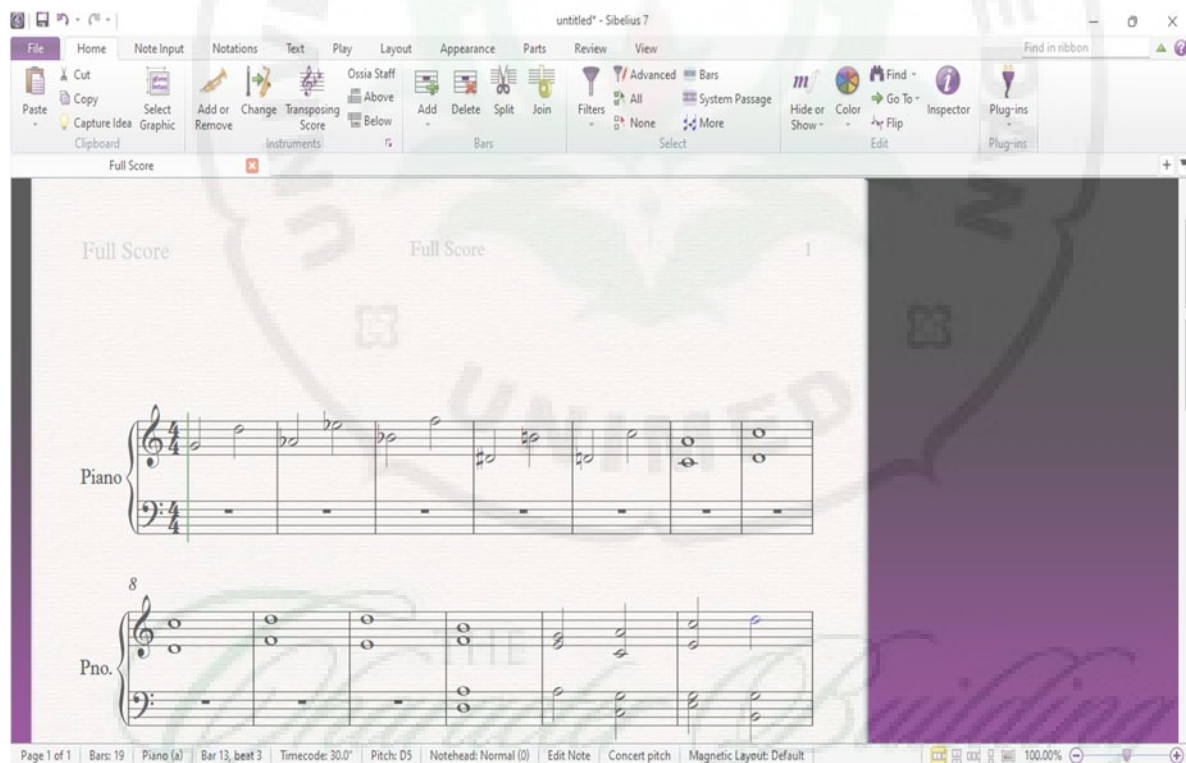 untitled* - Sibelius 7
File Home Note Input Notations Text Play Layout Appearance Parts Review View Find in ribbon
Paste Cut Copy Capture Idea Select Graphic Add or Remove Change Transposing Score Ossia Staff Above Below Add Delete Split Join Filters Advanced All None Bars System Passage More Hide or Show Color Find Go To Flip Inspector Plug-ins
Clipboard Instruments Bars Select Edit Plug-ins
Full Score
Full Score Full Score 1
UNIMED
Piano
8
THE
Pno.
Character Building
Page 1 of 1 Bars: 19 Piano (a) Bar 13, beat 3 Timecode: 30.0" Pitch: D5 Notehead: Normal (0) Edit Note Concert pitch Magnetic Layout: Default 100.00%